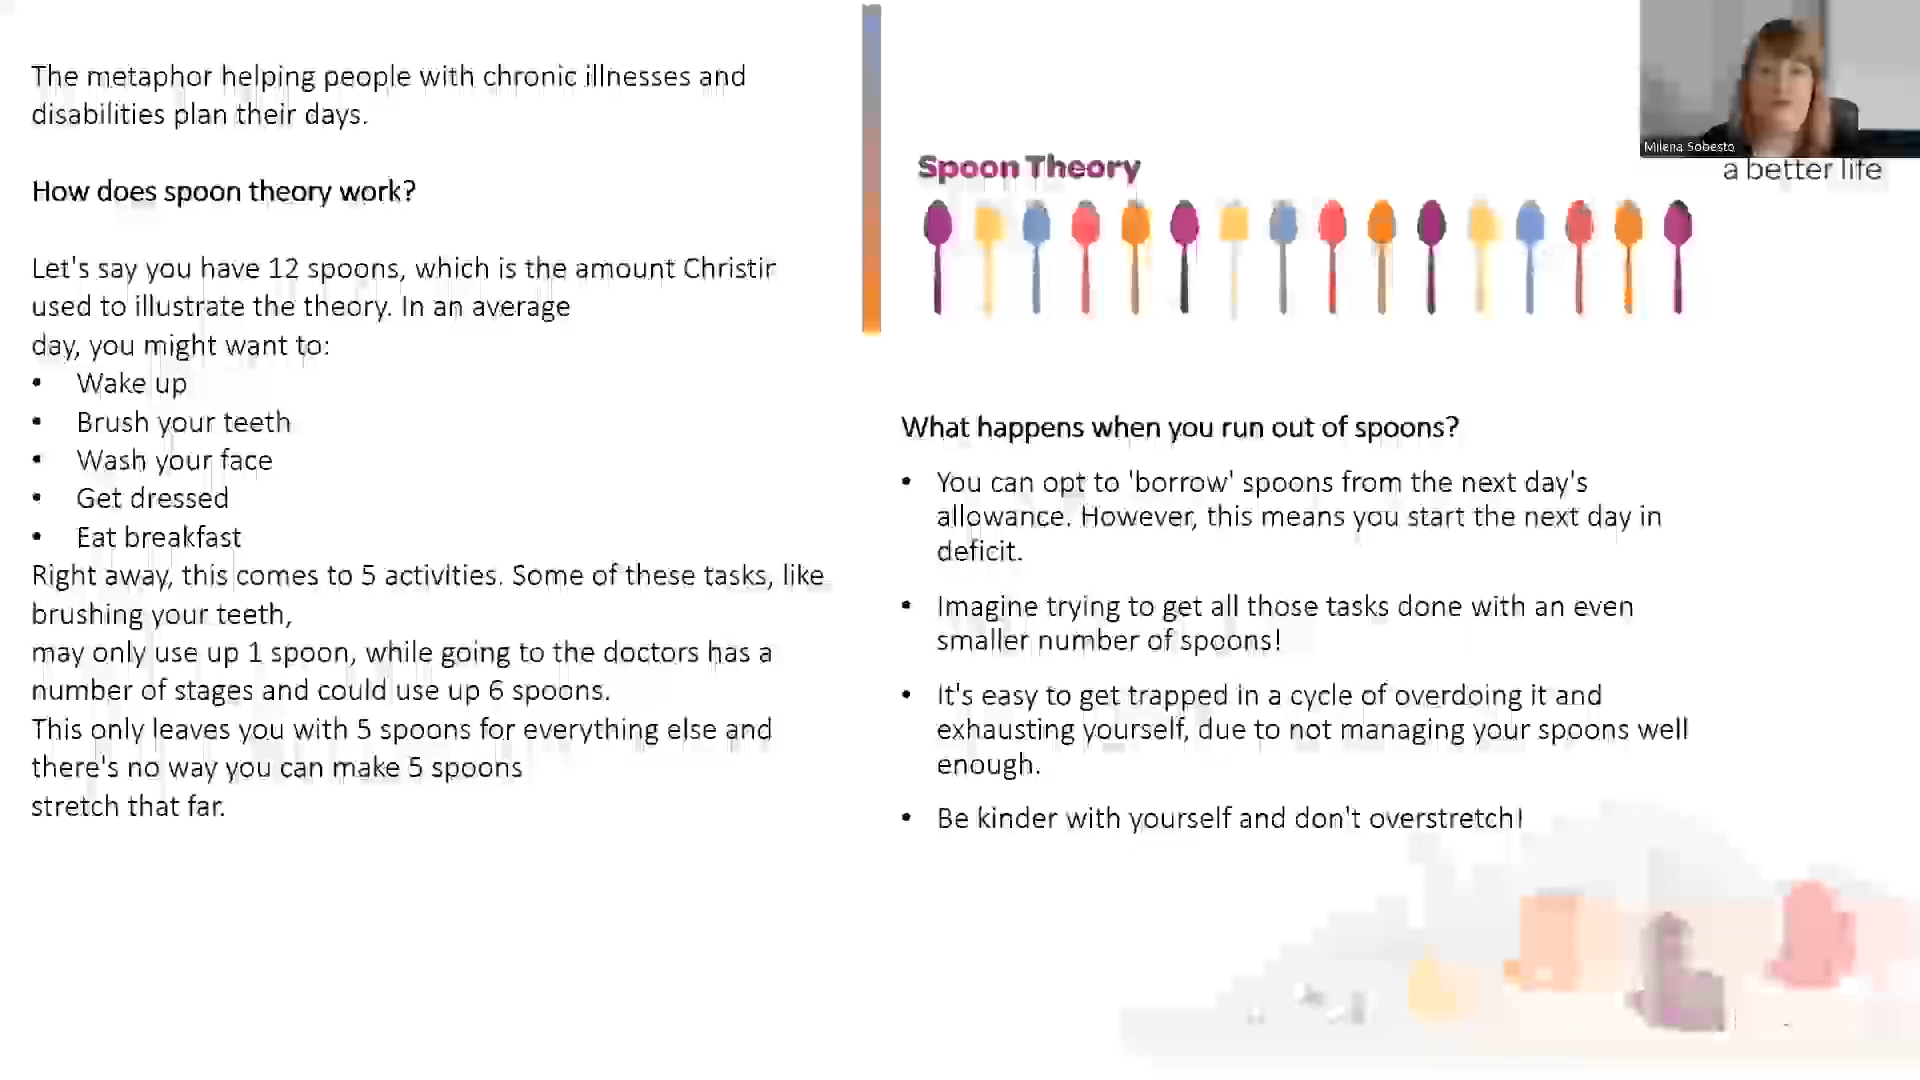 The metaphor helping people with chronic illnesses and
disabilities plan their days.
How does spoon theory work?
Let's say you have 12 spoons, which is the amount Christin
used to illustrate the theory. In an average
day, you might want to:
• Wake up
• Brush your teeth
• Wash your face
• Get dressed
• Eat breakfast
Right away, this comes to 5 activities. Some of these tasks, like
brushing your teeth,
may only use up 1 spoon, while going to the doctors has a
number of stages and could use up 6 spoons.
This only leaves you with 5 spoons for everything else and
there's no way you can make 5 spoons
stretch that far.
Milena Sobesto
a better life
Spoon Theory
What happens when you run out of spoons?
• You can opt to 'borrow' spoons from the next day's
allowance. However, this means you start the next day in
deficit.
• Imagine trying to get all those tasks done with an even
smaller number of spoons!
• It's easy to get trapped in a cycle of overdoing it and
exhausting yourself, due to not managing your spoons well
enough.
• Be kinder with yourself and don't overstretch!